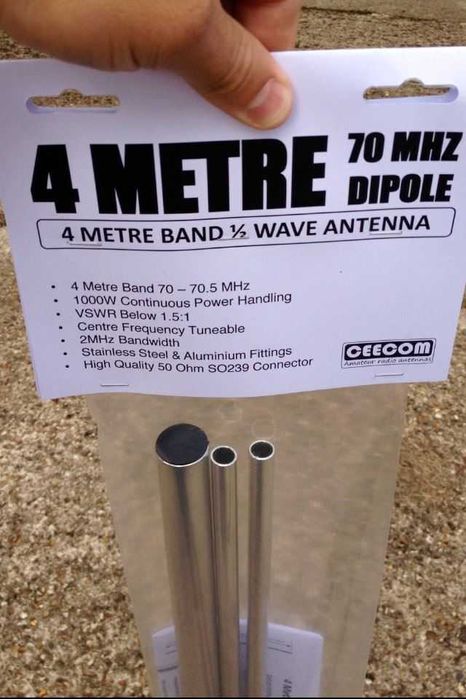 4 METRE 70 MHZ DIPOLE
4 METRE BAND ½ WAVE ANTENNA
• 4 Metre Band 70 – 70.5 MHz
• 1000W Continuous Power Handling
• VSWR Below 1.5:1
• Centre Frequency Tuneable
• 2MHz Bandwidth
• Stainless Steel & Aluminium Fittings
• High Quality 50 Ohm SO239 Connector
CEECOM
Amateur radio antennas